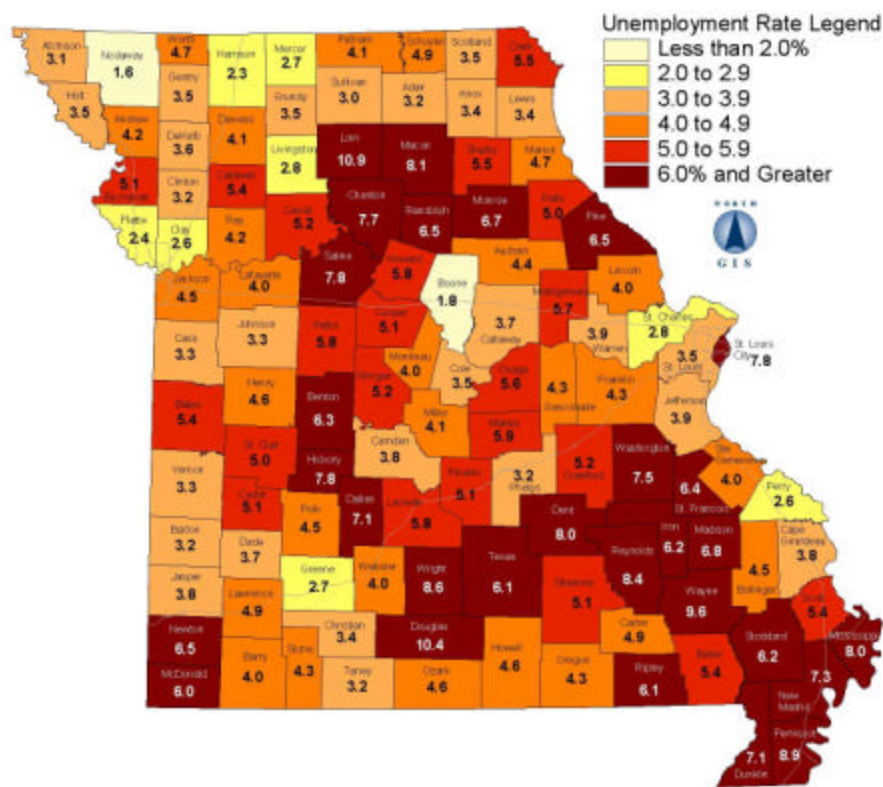 Unemployment Rate Legend
Less than 2.0%
2.0 to 2.9
3.0 to 3.9
4.0 to 4.9
5.0 to 5.9
6.0% and Greater
NORTH
GIS
Atchison 3.1
Nodaway 1.6
Worth 4.7
Harrison 2.3
Mercer 2.7
Putnam 4.1
Schuyler 4.9
Scotland 3.5
Clark 5.5
Holt 3.5
Gentry 3.5
Grundy 3.5
Sullivan 3.0
Adair 3.2
Knox 3.4
Lewis 3.4
Andrew 4.2
DeKalb 3.6
Daviess 4.1
Livingston 2.8
Linn 10.9
Macon 8.1
Shelby 5.5
Marion 4.7
5.1 Buchanan
Clinton 3.2
Caldwell 5.4
Carroll 5.2
Chariton 7.7
Randolph 6.5
Monroe 6.7
Ralls 5.0
Pike 6.5
Platte 2.4
Clay 2.6
Ray 4.2
Saline 7.8
Howard 5.8
Boone 1.8
Audrain 4.4
Lincoln 4.0
Jackson 4.5
Lafayette 4.0
Cooper 5.1
3.7 Callaway
Montgomery 5.7
3.9 Warren
St. Charles 2.8
St. Louis City 7.8
3.5 St. Louis
Cass 3.3
Johnson 3.3
Pettis 5.8
Moniteau 4.0
Cole 3.5
Osage 5.6
4.3 Gasconade
Franklin 4.3
Jefferson 3.9
Bates 5.4
Henry 4.6
Benton 6.3
Morgan 5.2
Miller 4.1
Maries 5.9
Vernon 3.3
St. Clair 5.0
Hickory 7.8
Camden 3.8
Pulaski 5.1
3.2 Phelps
5.2 Crawford
Washington 7.5
6.4 St. Francois
Ste Genevieve 4.0
Perry 2.6
Cedar 5.1
Polk 4.5
Dallas 7.1
Laclede 5.8
Dent 8.0
Iron 6.2
Madison 6.8
Cape Girardeau 3.8
Barton 3.2
Dade 3.7
Greene 2.7
Webster 4.0
Wright 8.6
Texas 6.1
Reynolds 8.4
4.5 Bollinger
Jasper 3.8
Lawrence 4.9
Christian 3.4
Douglas 10.4
Shannon 5.1
Wayne 9.6
Scott 5.4
Newton 6.5
Stone 4.3
Howell 4.6
Carter 4.9
Stoddard 6.2
Mississippi 8.0
McDonald 6.0
Barry 4.0
Taney 3.2
Ozark 4.6
Oregon 4.3
Ripley 6.1
Butler 5.4
7.3 New Madrid
7.1 Dunklin
Pemiscot 8.9